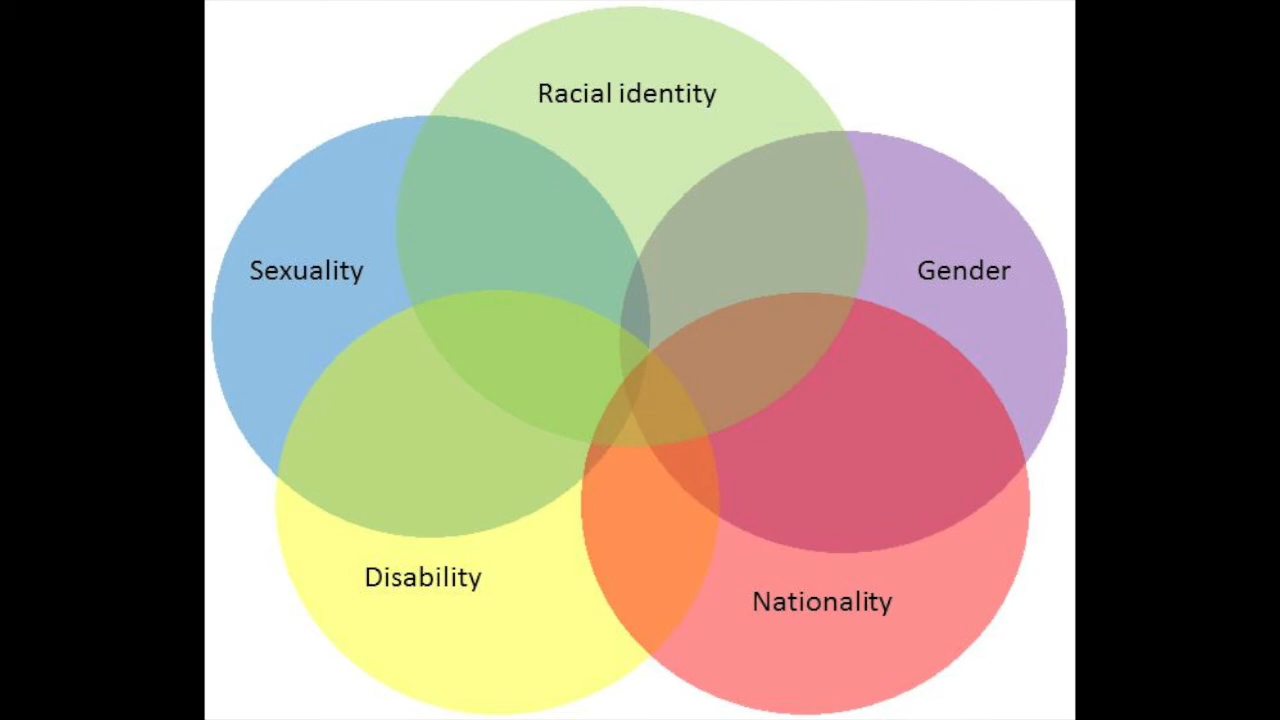 Racial identity
Sexuality
Gender
Disability
Nationality